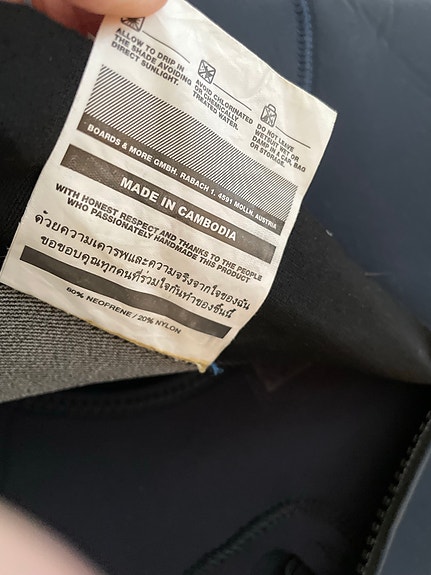 ALLOW TO DRIP IN
THE SHADE AVOIDING
DIRECT SUNLIGHT.
AVOID CHLORINATED
OR CHEMICALLY
TREATED WATER.
DO NOT LEAVE
WETSUIT WET OR
DAMP IN A CAR, BAG
OR STORAGE.
BOARDS & MORE GMBH. RABACH 1, 4591 MOLLN, AUSTRIA
MADE IN CAMBODIA
WITH HONEST RESPECT AND THANKS TO THE PEOPLE
WHO PASSIONATELY HANDMADE THIS PRODUCT
ด้วยความเคารพและความจริงจากใจของฉัน
ขอขอบคุณทุกคนที่ร่วมใจกันทำของชิ้นนี้
80% NEOPRENE / 20% NYLON